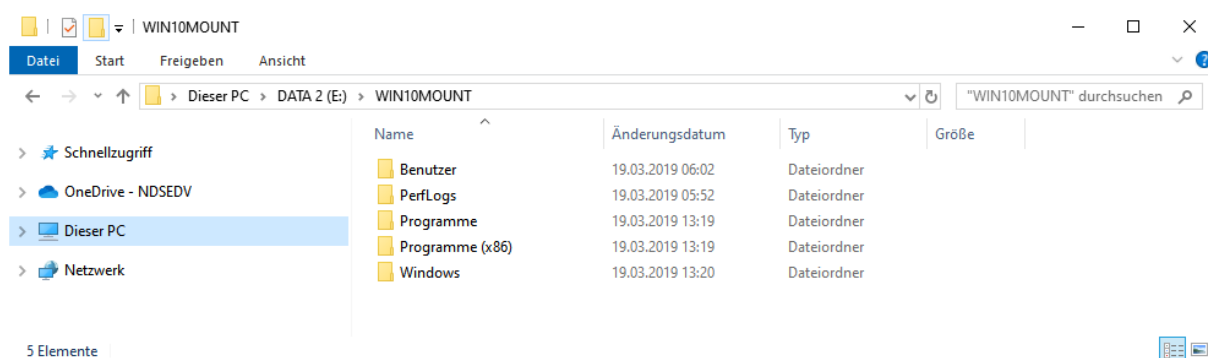 WIN10MOUNT
Datei Start Freigeben Ansicht
Dieser PC > DATA 2 (E:) > WIN10MOUNT "WIN10MOUNT" durchsuchen
Name Änderungsdatum Typ Größe
Schnellzugriff
OneDrive - NDSEDV
Dieser PC
Netzwerk
Benutzer 19.03.2019 06:02 Dateiordner
PerfLogs 19.03.2019 05:52 Dateiordner
Programme 19.03.2019 13:19 Dateiordner
Programme (x86) 19.03.2019 13:19 Dateiordner
Windows 19.03.2019 13:20 Dateiordner
5 Elemente